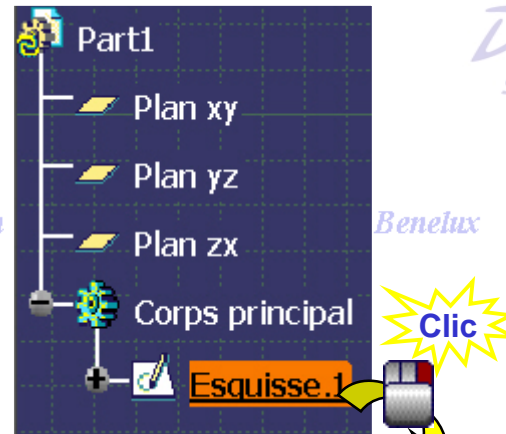 Part1
Plan xy
Plan yz
Plan zx
Benelux
Corps principal
Clic
Esquisse.1